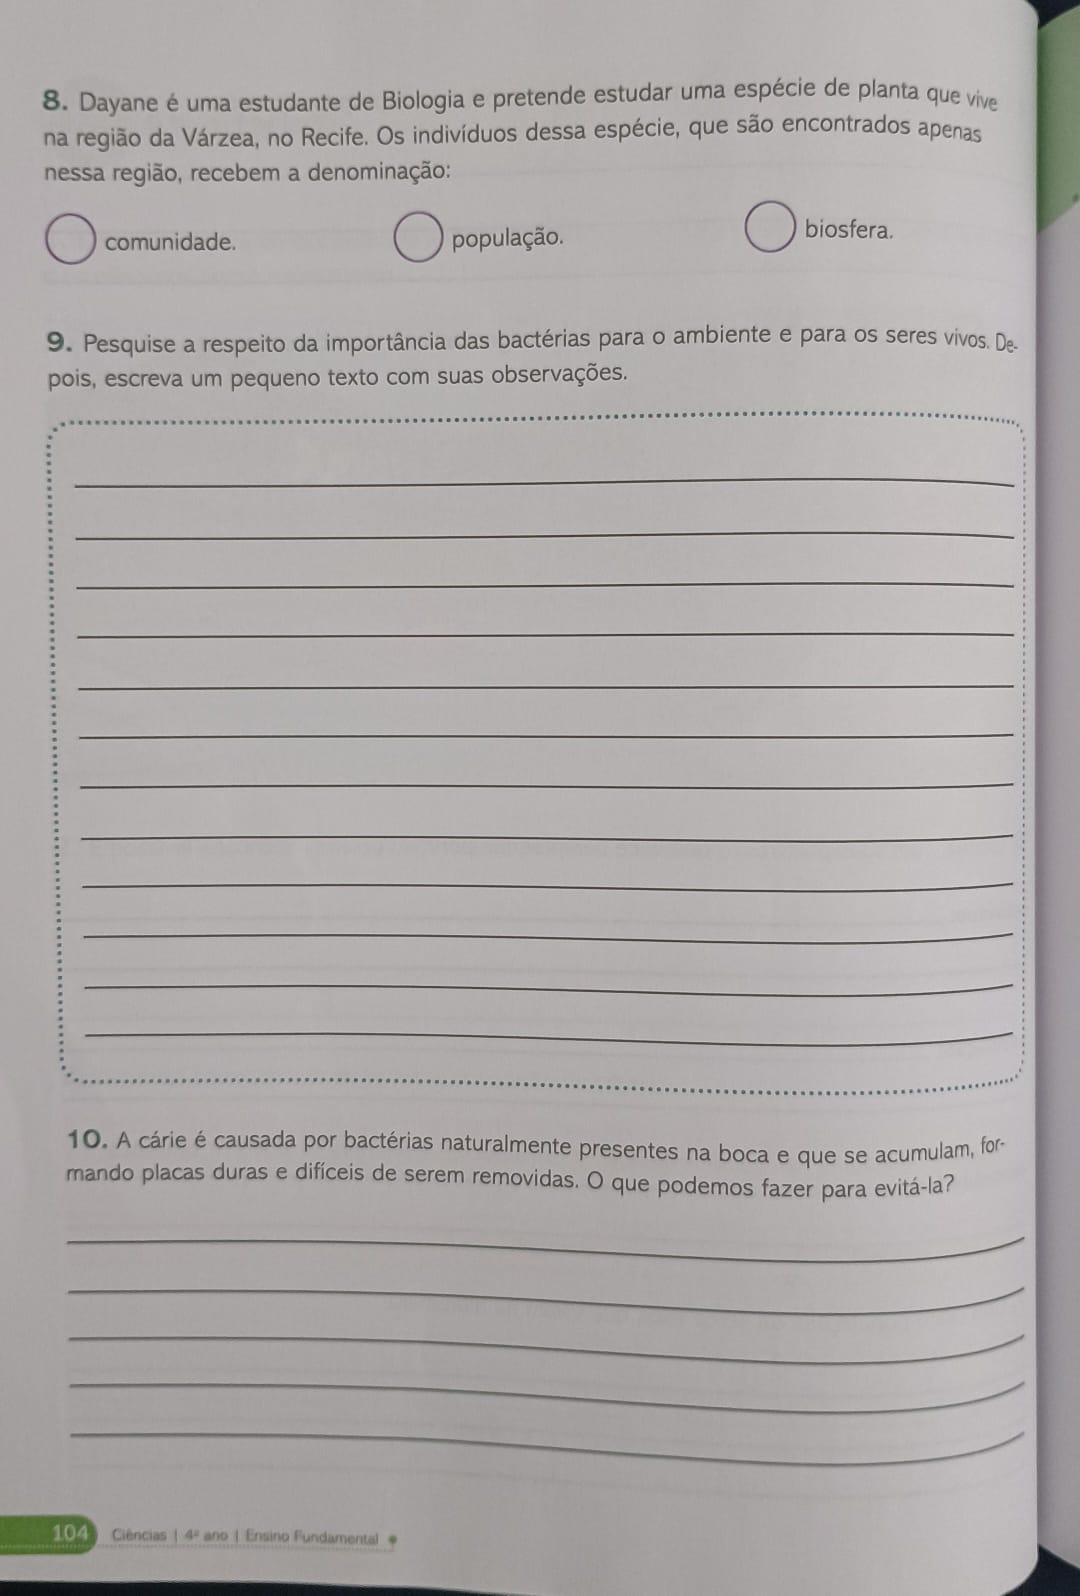 8. Dayane é uma estudante de Biologia e pretende estudar uma espécie de planta que vive
na região da Várzea, no Recife. Os indivíduos dessa espécie, que são encontrados apenas
nessa região, recebem a denominação:
comunidade. população. biosfera.
9. Pesquise a respeito da importância das bactérias para o ambiente e para os seres vivos. De-
pois, escreva um pequeno texto com suas observações.
10. A cárie é causada por bactérias naturalmente presentes na boca e que se acumulam, for-
mando placas duras e difíceis de serem removidas. O que podemos fazer para evitá-la?
104 Ciências | 4º ano | Ensino Fundamental